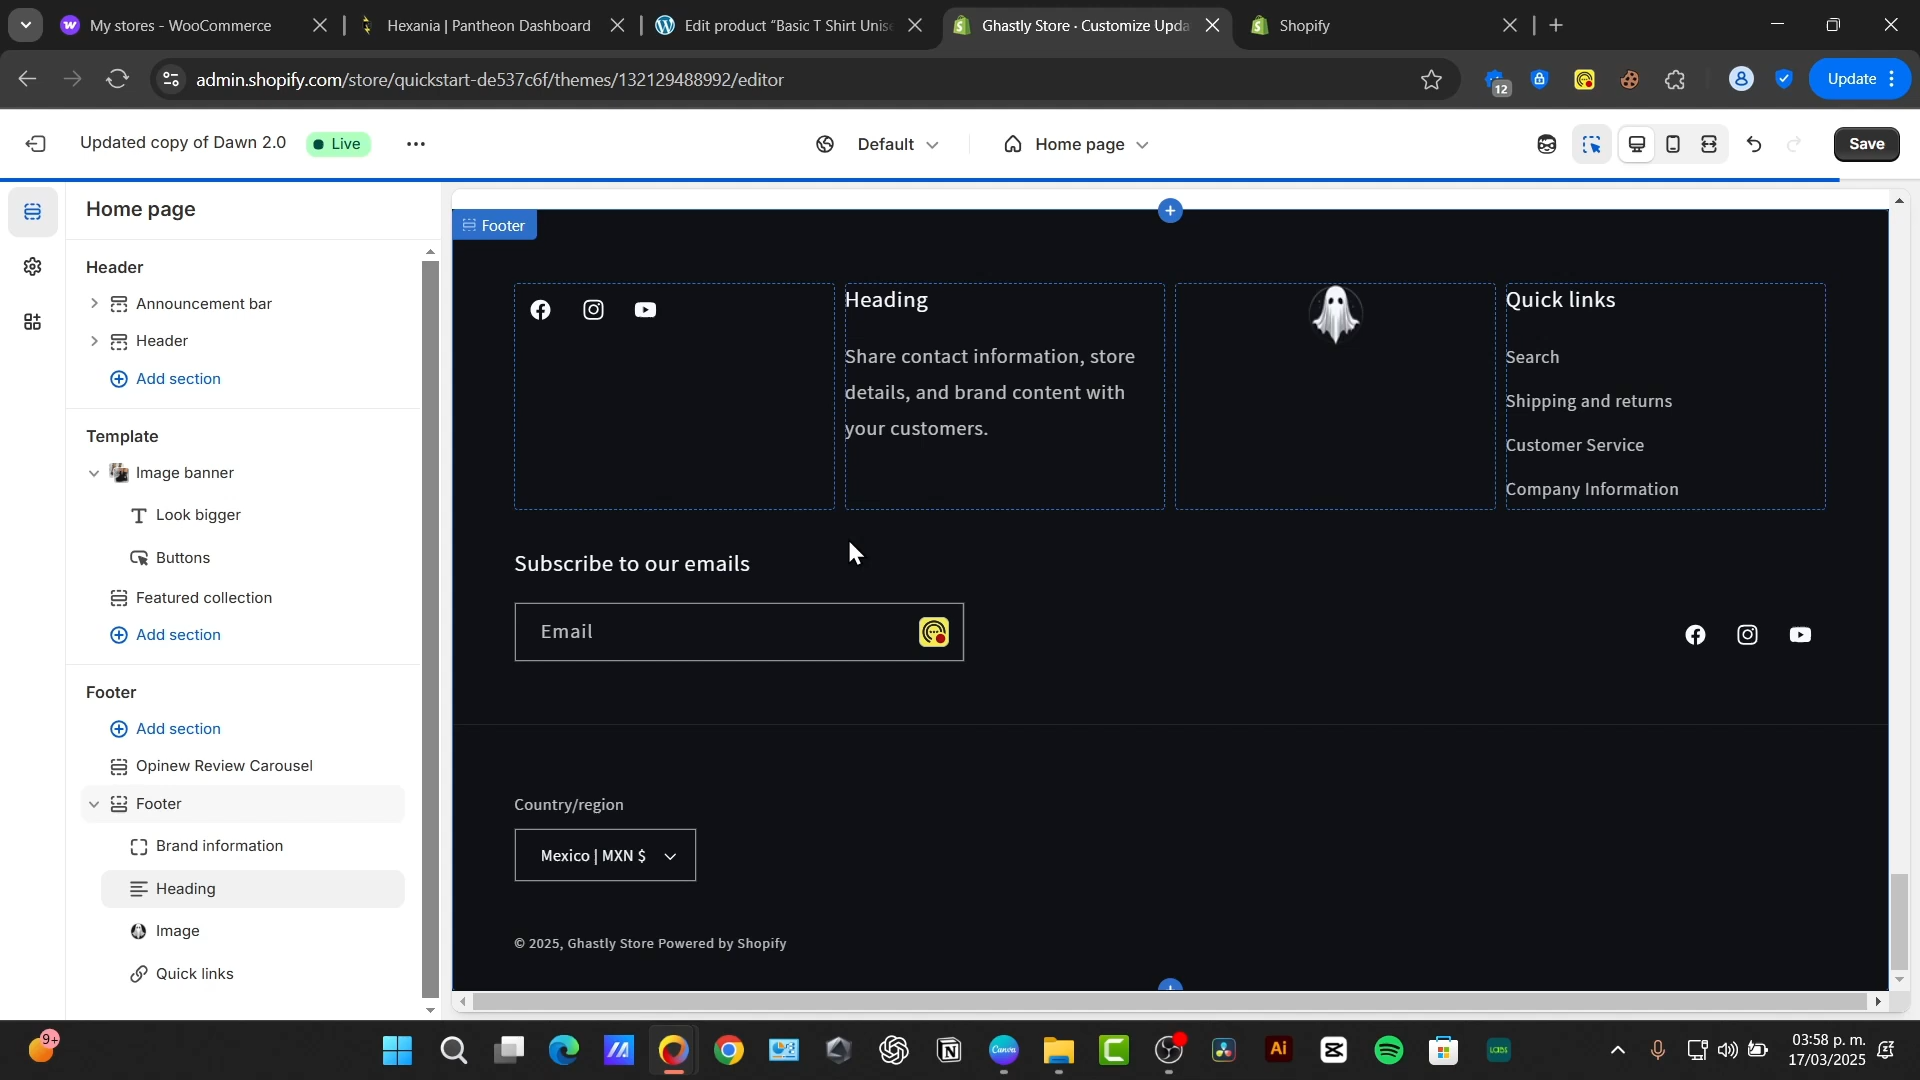 My stores - WooCommerce
Hexania | Pantheon Dashboard
Edit product “Basic T Shirt Unise
Ghastly Store · Customize Upda
Shopify
admin.shopify.com/store/quickstart-de537c6f/themes/132129488992/editor
12
Update
Updated copy of Dawn 2.0
Live
Default
Home page
Save
Home page
Header
Announcement bar
Header
Add section
Template
Image banner
Look bigger
Buttons
Featured collection
Add section
Footer
Add section
Opinew Review Carousel
Footer
Brand information
Heading
Image
Quick links
Footer
Heading
Share contact information, store
details, and brand content with
your customers.
Quick links
Search
Shipping and returns
Customer Service
Company Information
Subscribe to our emails
Email
Country/region
Mexico | MXN $
© 2025, Ghastly Store Powered by Shopify
9+
Canva
Ai
03:58 p. m.
17/03/2025